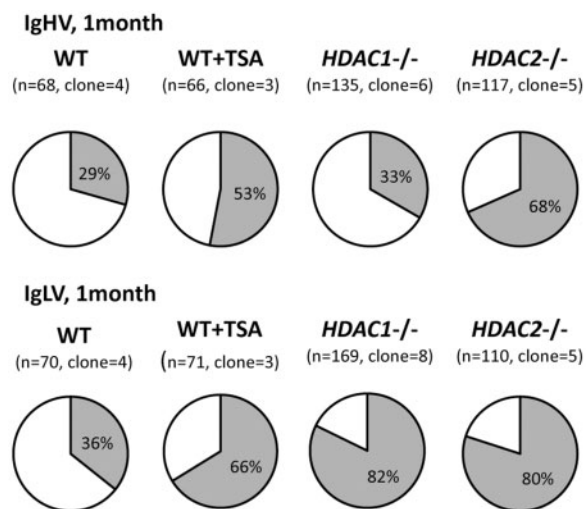 IgHV, 1month
WT WT+TSA HDAC1-/- HDAC2-/-
(n=68, clone=4) (n=66, clone=3) (n=135, clone=6) (n=117, clone=5)
29% 53% 33% 68%
IgLV, 1month
WT WT+TSA HDAC1-/- HDAC2-/-
(n=70, clone=4) (n=71, clone=3) (n=169, clone=8) (n=110, clone=5)
36% 66% 82% 80%